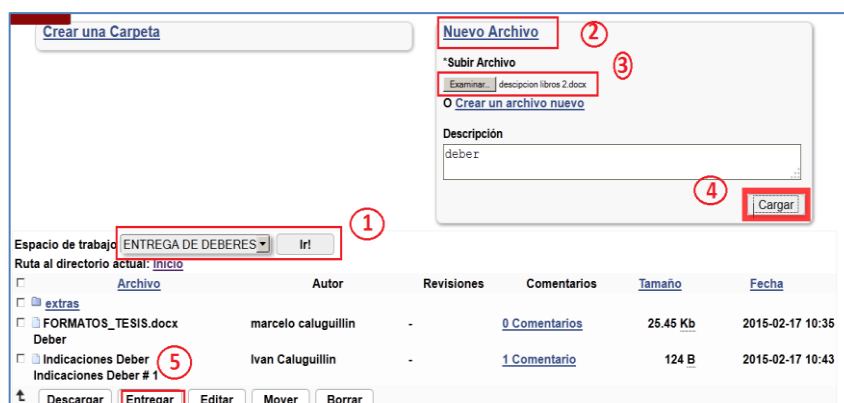 Crear una Carpeta
Nuevo Archivo
2
*Subir Archivo
3
Examinar... descipcion libros 2.docx
O Crear un archivo nuevo
Descripción
deber
4
Cargar
1
Espacio de trabajo ENTREGA DE DEBERES Ir!
Ruta al directorio actual: Inicio
Archivo Autor Revisiones Comentarios Tamaño Fecha
extras
FORMATOS_TESIS.docx marcelo caluguillin - 0 Comentarios 25.45 Kb 2015-02-17 10:35
Deber
Indicaciones Deber Ivan Caluguillin - 1 Comentario 124 B 2015-02-17 10:43
5
Indicaciones Deber # 1
Descargar Entregar Editar Mover Borrar